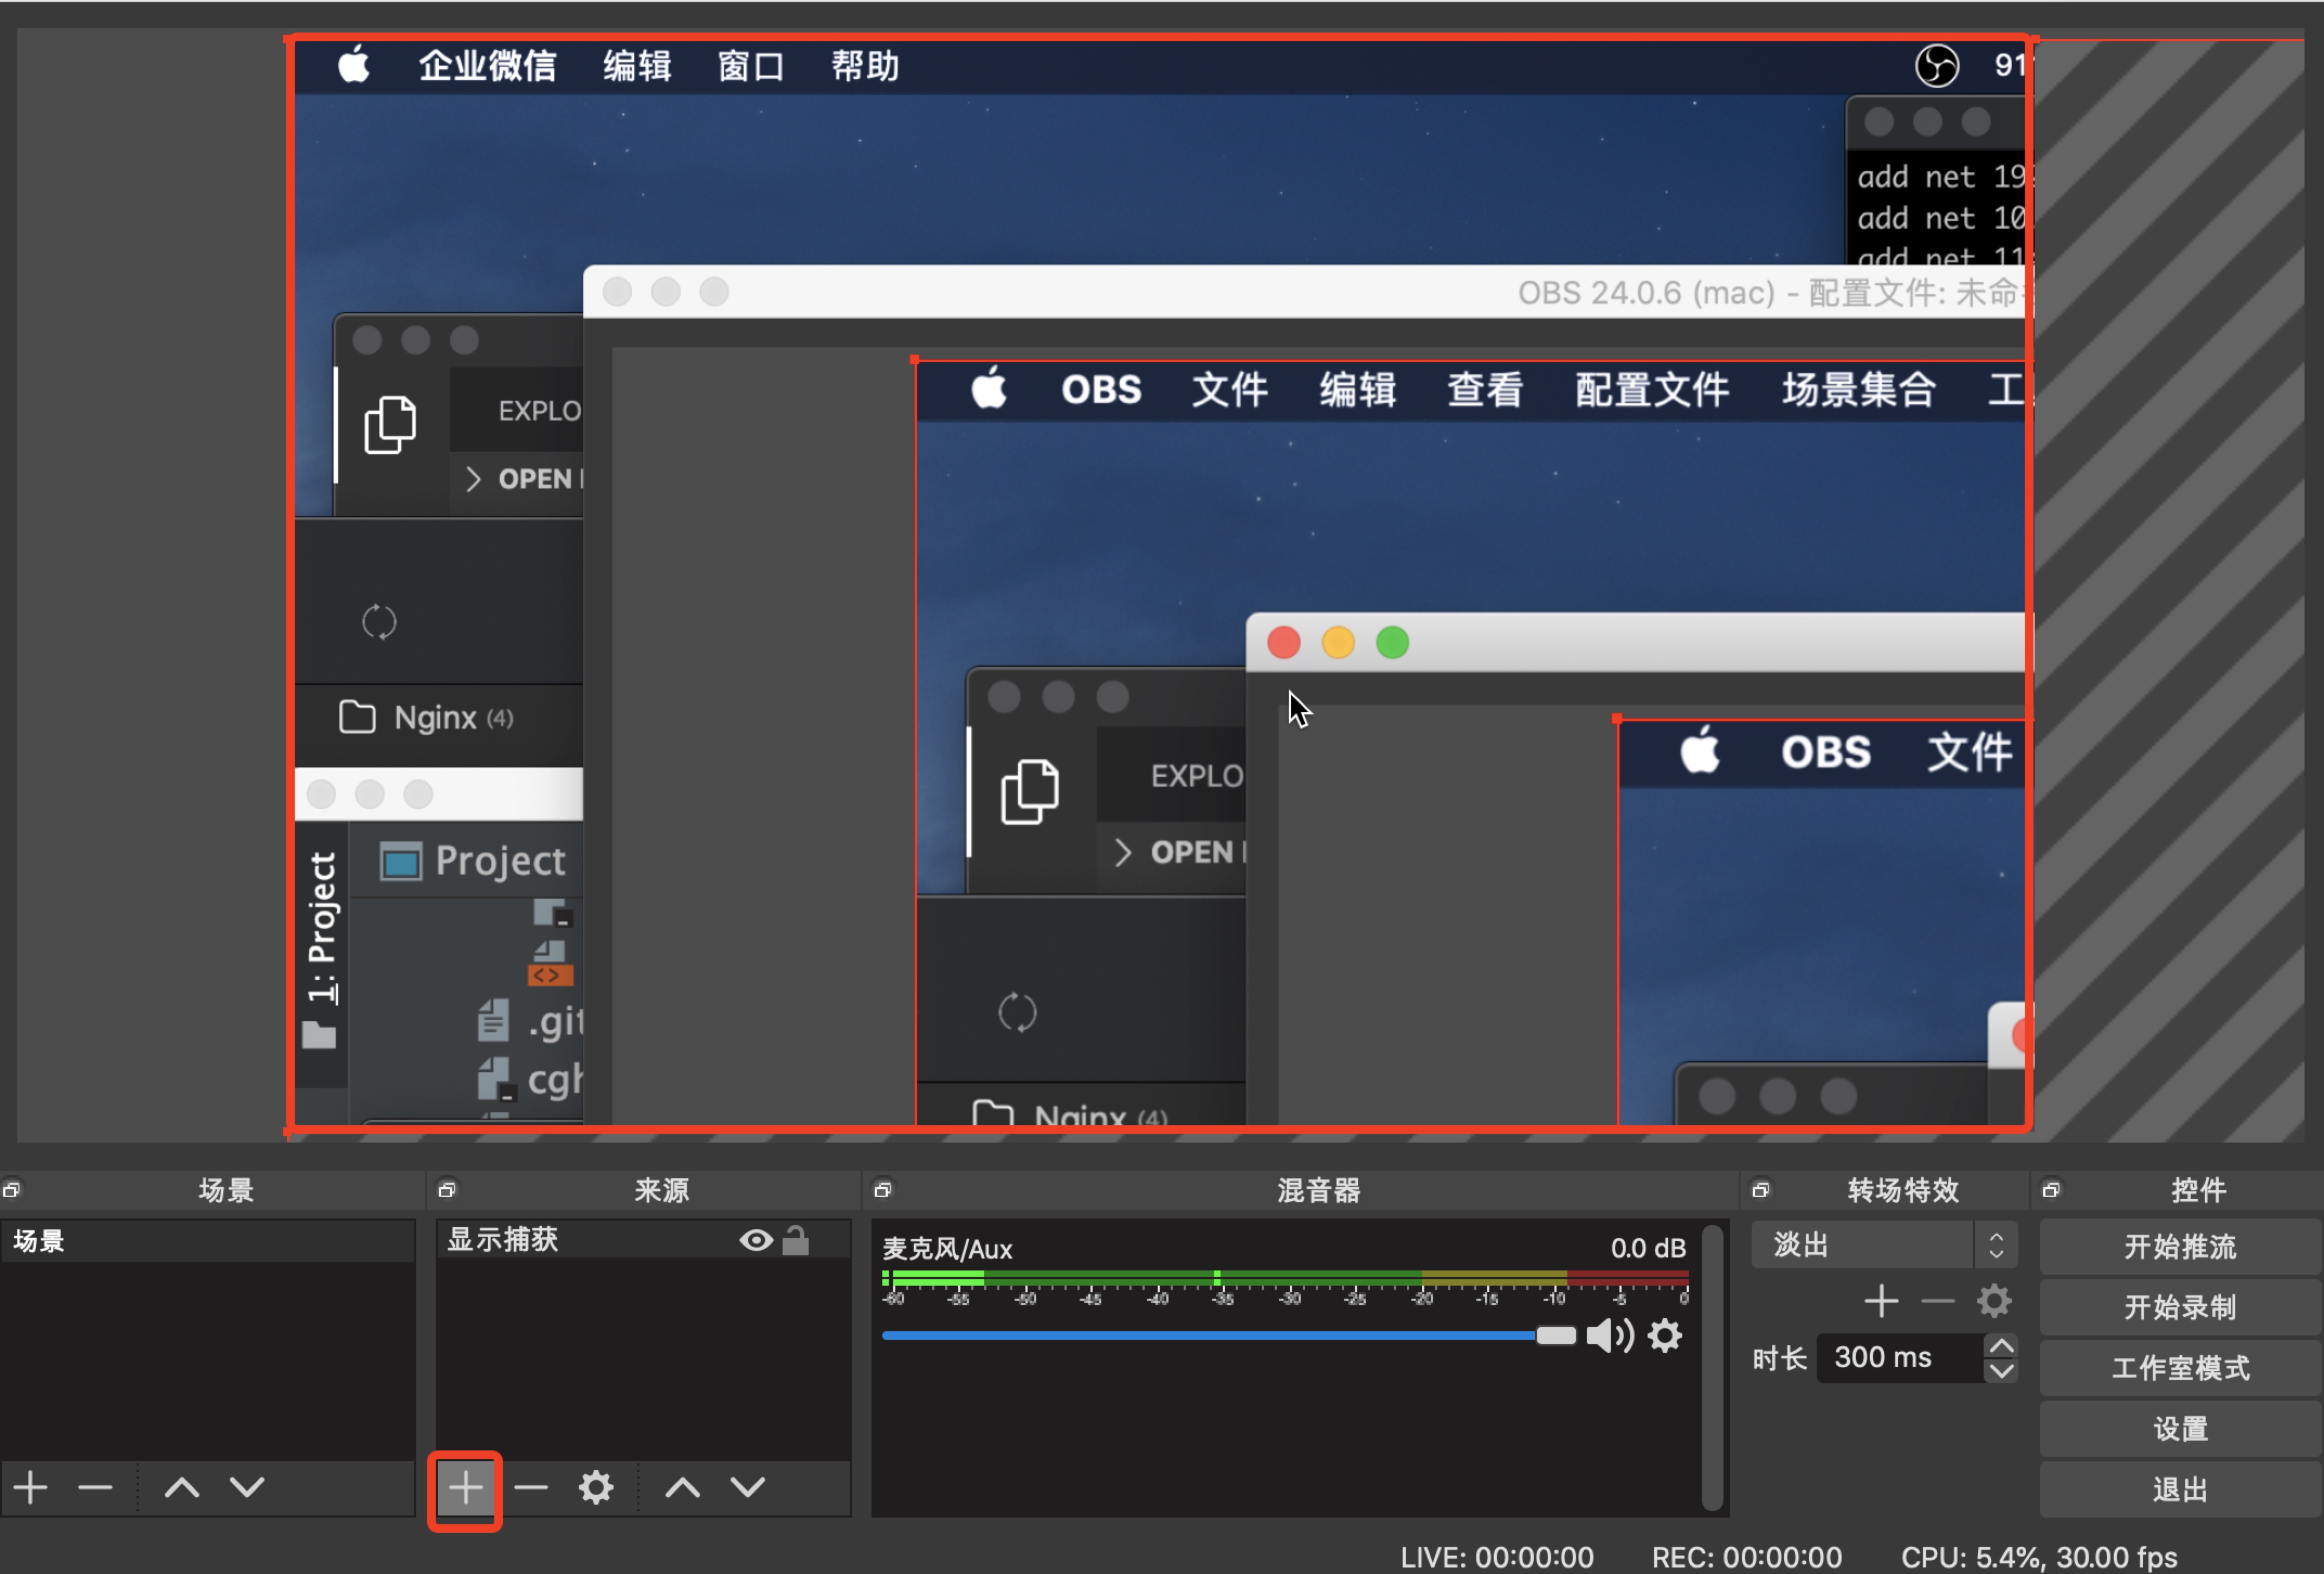 企业微信 编辑 窗口 帮助 91
add net 19
add net 10
add net 11
OBS 24.0.6 (mac) - 配置文件: 未命
OBS 文件 编辑 查看 配置文件 场景集合 工
EXPLO
OPEN
OBS 文件
Nginx (4)
EXPLO
OPEN
Project
1: Project
.git
cgh
Nginx (4)
场景 来源 混音器 转场特效 控件
场景
显示捕获
麦克风/Aux 0.0 dB
-60 -55 -50 -45 -40 -35 -30 -25 -20 -15 -10 -5 0
淡出
时长 300 ms
开始推流
开始录制
工作室模式
设置
退出
LIVE: 00:00:00 REC: 00:00:00 CPU: 5.4%, 30.00 fps